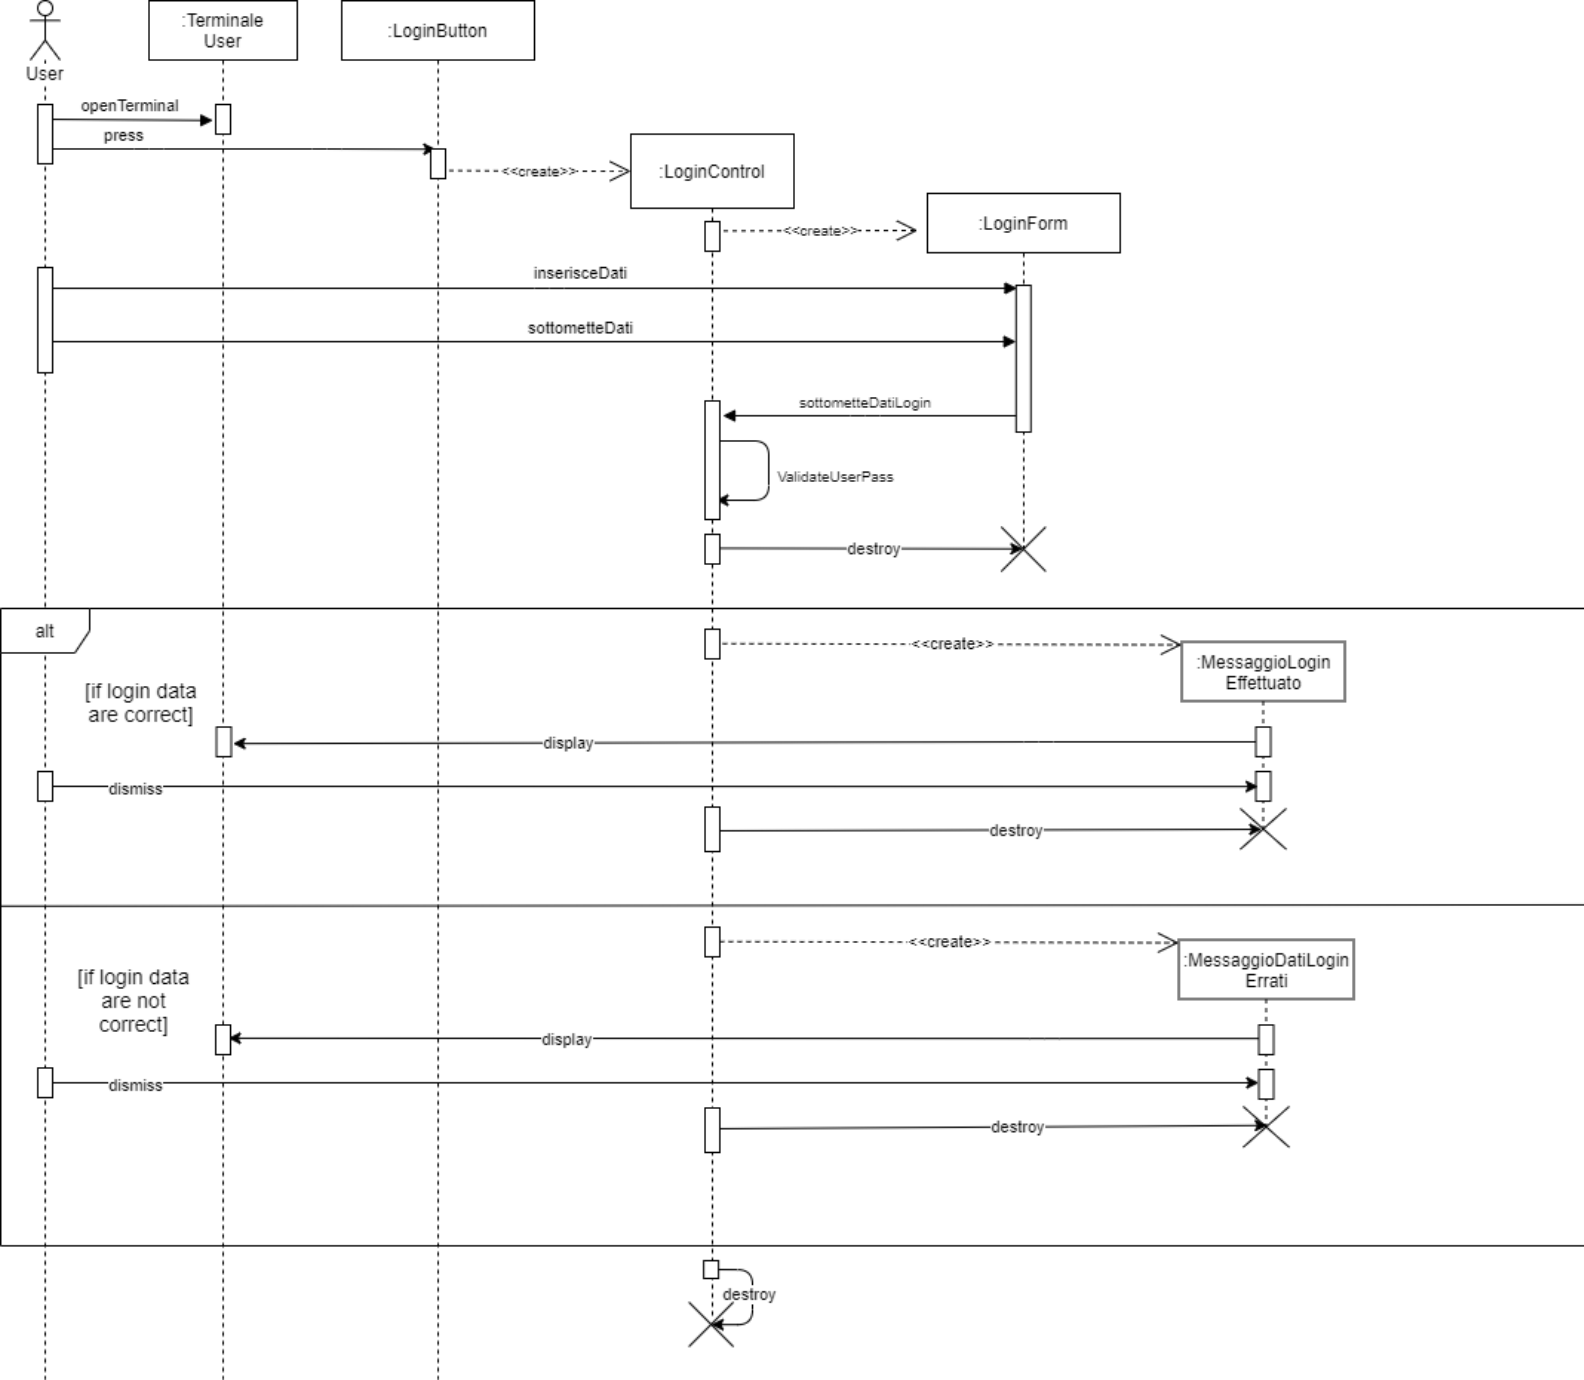 :Terminale
User
:LoginButton
User
openTerminal
press
<<create>>
:LoginControl
<<create>>
:LoginForm
inserisceDati
sottometteDati
sottometteDatiLogin
ValidateUserPass
destroy
alt
<<create>>
:MessaggioLogin
Effettuato
[if login data
are correct]
display
dismiss
destroy
<<create>>
:MessaggioDatiLogin
Errati
[if login data
are not
correct]
display
dismiss
destroy
destroy